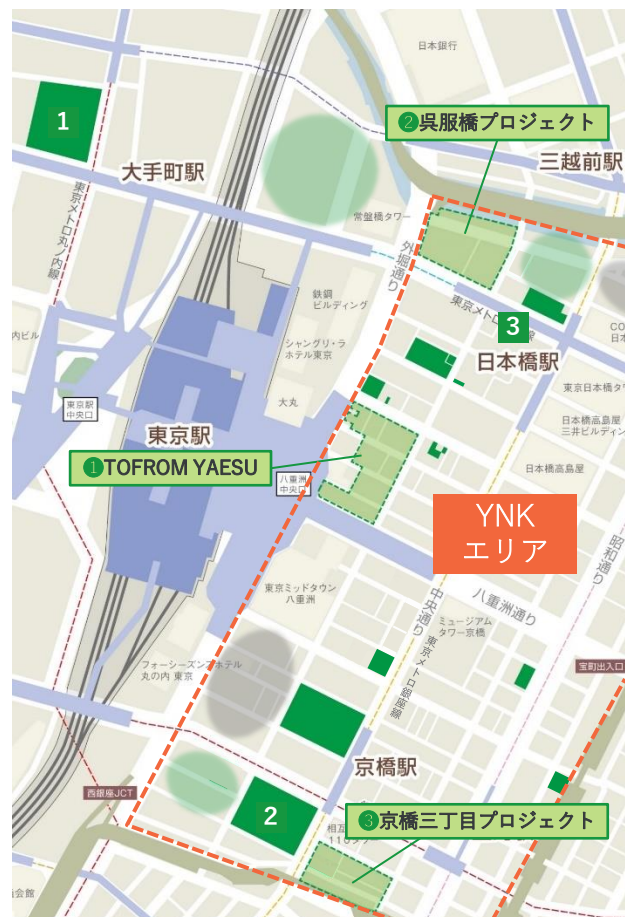 日本銀行
1
❷呉服橋プロジェクト
三越前駅
大手町駅
常盤橋タワー
東京メトロ丸ノ内線
外堀通り
鉄鋼
ビルディング
東京メト
3
日本橋駅
シャングリ・ラ
ホテル東京
内ビル
大丸
東京駅
中央口
東京日本橋タ
日本橋高島屋
三井ビルディン
東京駅
❶TOFROM YAESU
八重洲
中央口
日本橋高島屋
YNK
エリア
昭和通り
東京ミッドタウン
八重洲
中央通り
八重洲通り
ミュージアム
タワー京橋
東京メトロ銀座線
フォーシーズンズホテル
丸の内 東京
宝町出入口
京橋駅
西銀座JCT
2
❸京橋三丁目プロジェクト
会館